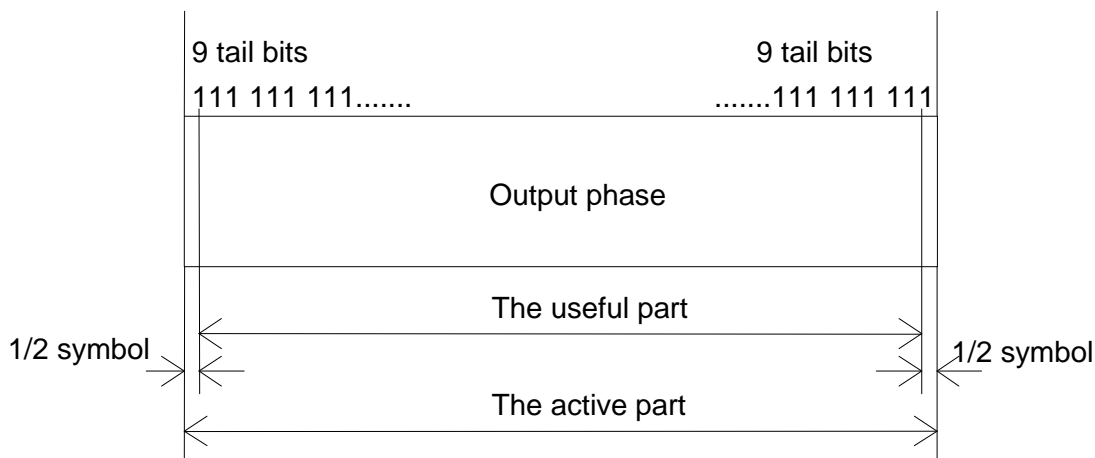 9 tail bits
9 tail bits
111 111 111.......
.......111 111 111
Output phase
The useful part
1/2 symbol
1/2 symbol
The active part